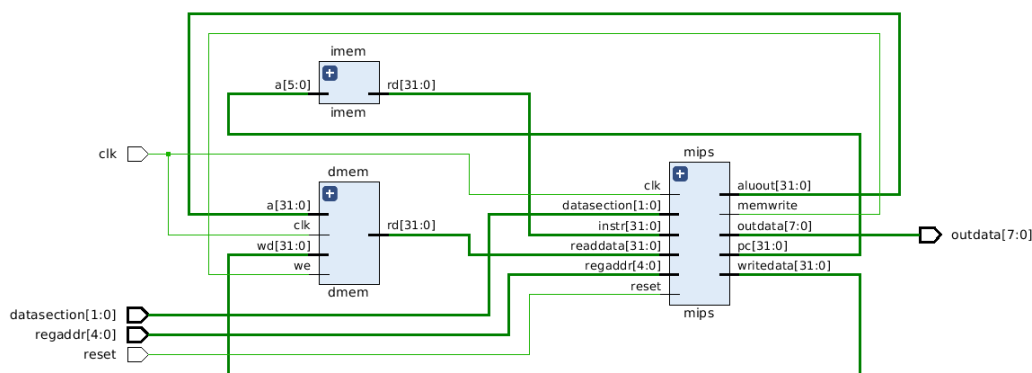 imem
a[5:0] rd[31:0]
imem
clk
mips
dmem
clk aluout[31:0]
a[31:0] datasection[1:0] memwrite
clk rd[31:0] instr[31:0] outdata[7:0] outdata[7:0]
wd[31:0] readdata[31:0] pc[31:0]
we regaddr[4:0] writedata[31:0]
dmem reset
mips
datasection[1:0]
regaddr[4:0]
reset